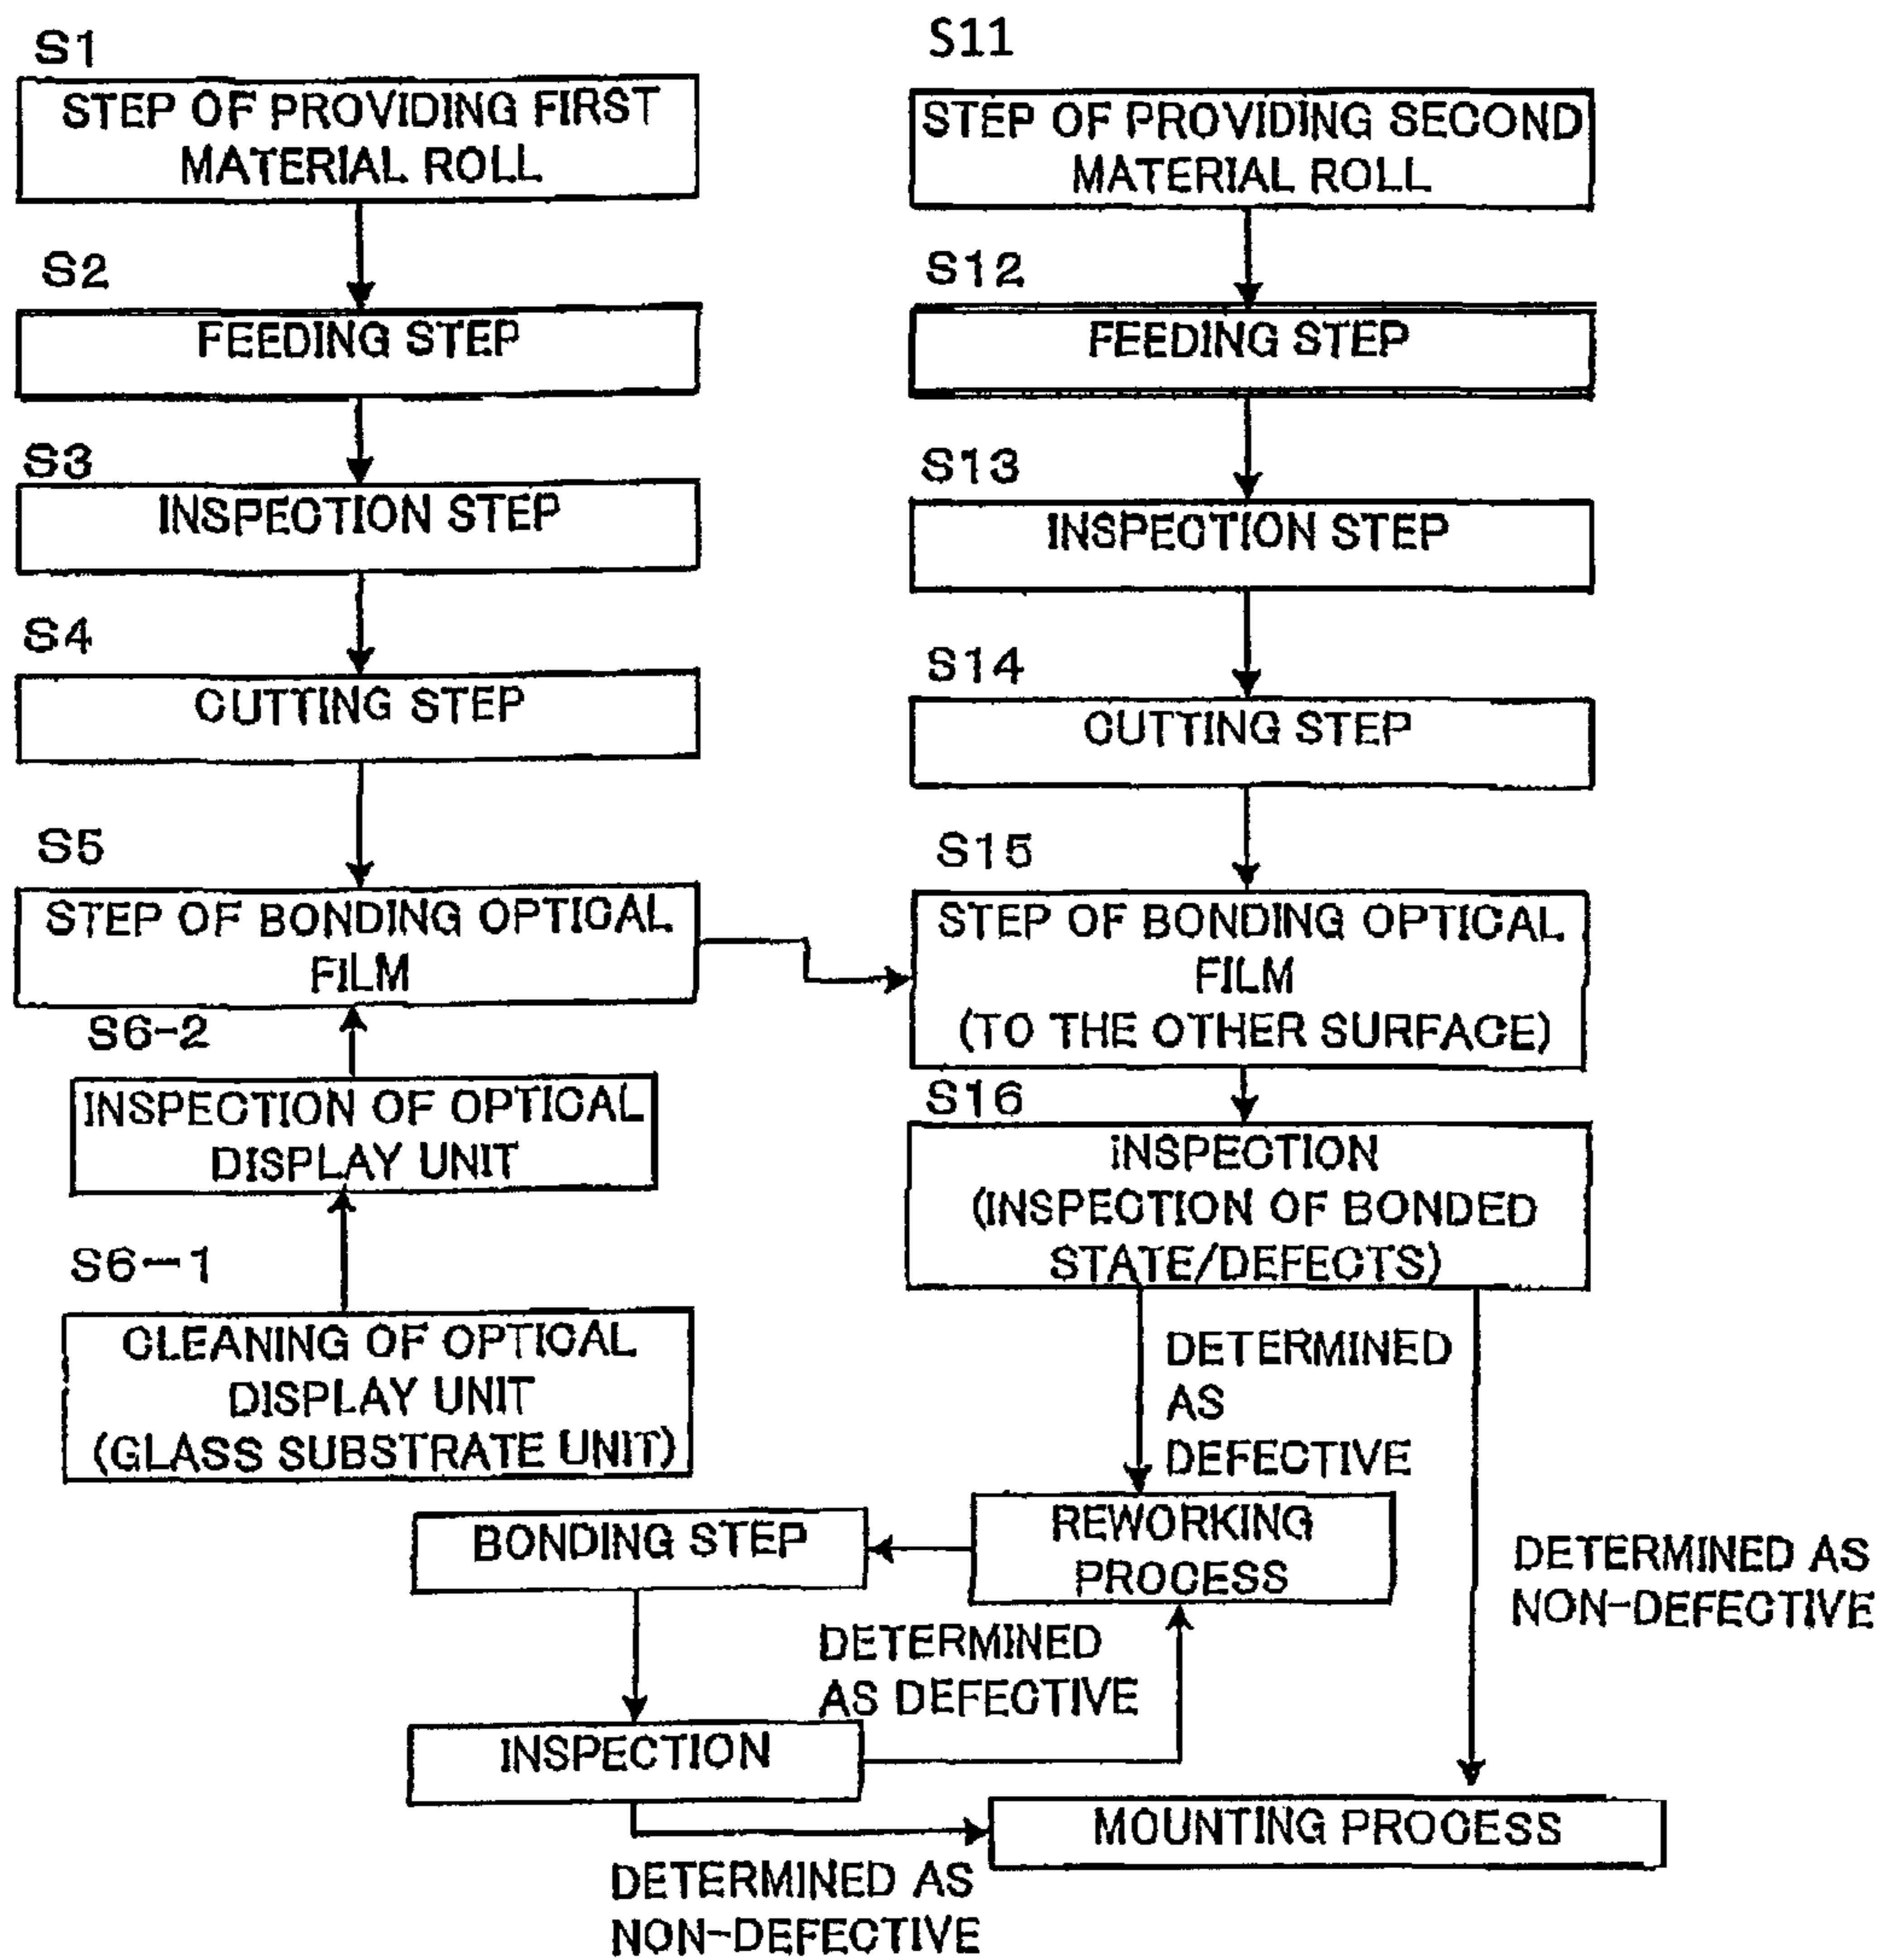 S1
STEP OF PROVIDING FIRST
MATERIAL ROLL
S2
FEEDING STEP
S3
INSPECTION STEP
S4
CUTTING STEP
S5
STEP OF BONDING OPTICAL
FILM
S6-2
INSPECTION OF OPTICAL
DISPLAY UNIT
S6-1
CLEANING OF OPTICAL
DISPLAY UNIT
(GLASS SUBSTRATE UNIT)
S11
STEP OF PROVIDING SECOND
MATERIAL ROLL
S12
FEEDING STEP
S13
INSPECTION STEP
S14
CUTTING STEP
S15
STEP OF BONDING OPTICAL
FILM
(TO THE OTHER SURFACE)
S16
INSPECTION
(INSPECTION OF BONDED
STATE/DEFECTS)
DETERMINED
AS
DEFECTIVE
REWORKING
PROCESS
BONDING STEP
DETERMINED AS
NON-DEFECTIVE
DETERMINED
AS DEFECTIVE
INSPECTION
MOUNTING PROCESS
DETERMINED AS
NON-DEFECTIVE